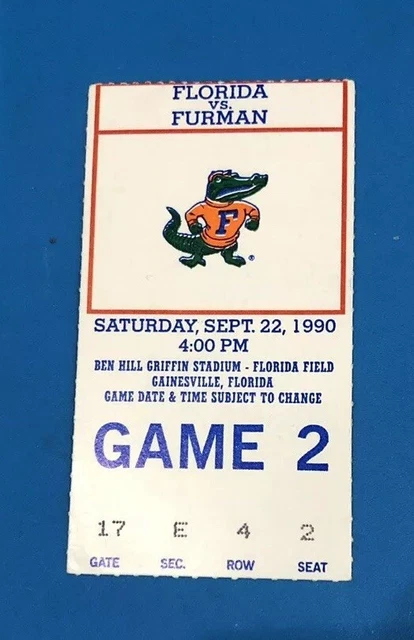 FLORIDA
VS.
FURMAN
F
®
SATURDAY, SEPT. 22, 1990
4:00 PM
BEN HILL GRIFFIN STADIUM - FLORIDA FIELD
GAINESVILLE, FLORIDA
GAME DATE & TIME SUBJECT TO CHANGE
GAME 2
17 E 4 2
GATE SEC. ROW SEAT